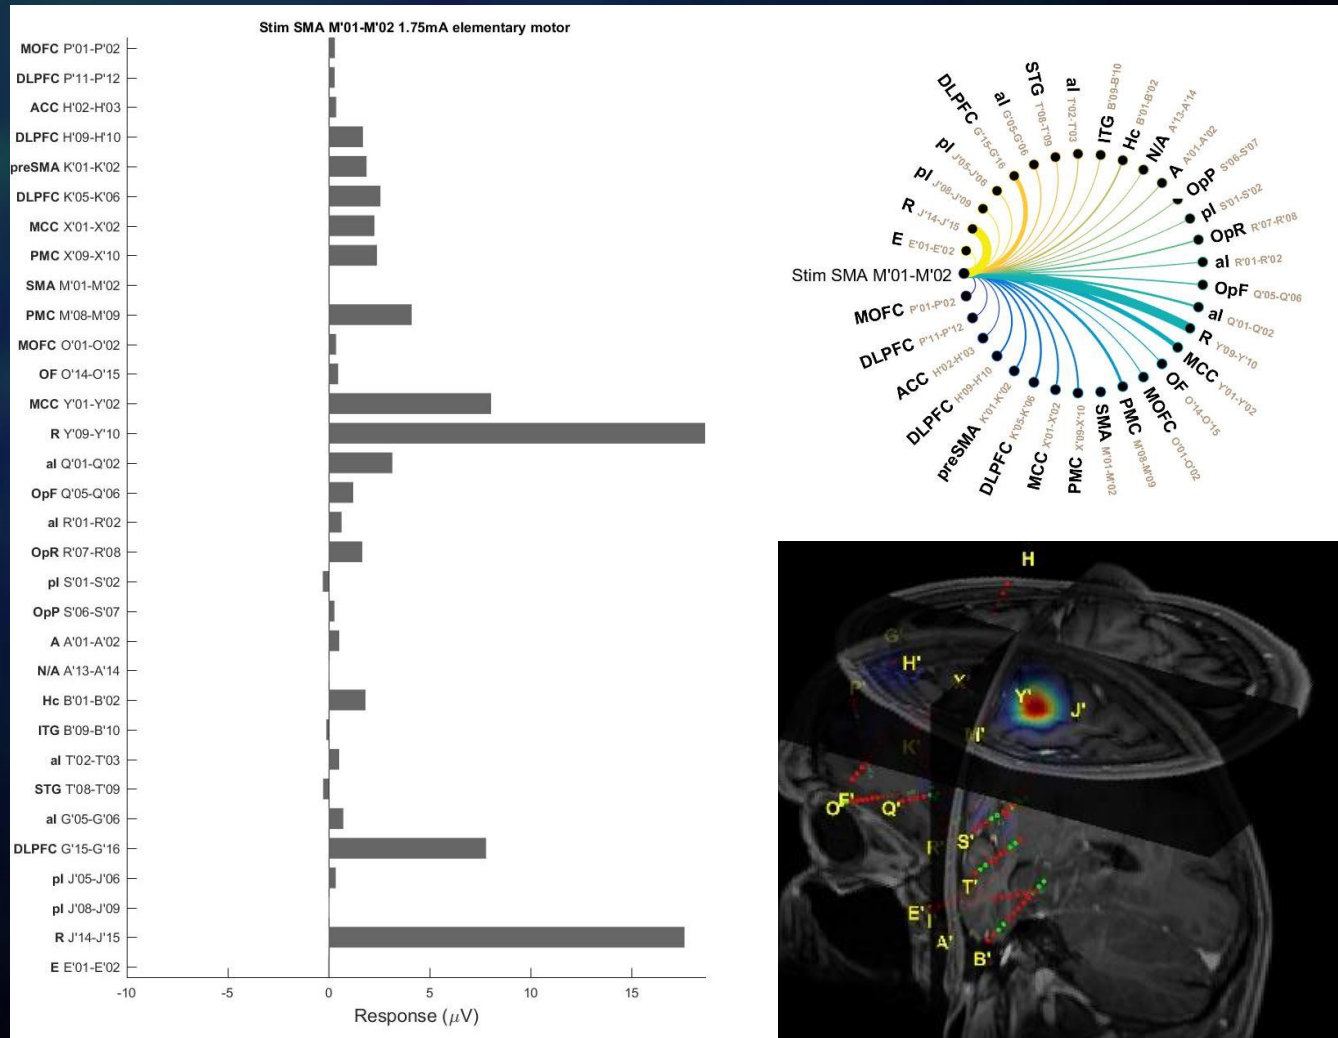 Stim SMA M'01-M'02 1.75mA elementary motor
MOFC P'01-P'02
DLPFC P'11-P'12
ACC H'02-H'03
DLPFC H'09-H'10
preSMA K'01-K'02
DLPFC K'05-K'06
MCC X'01-X'02
PMC X'09-X'10
SMA M'01-M'02
PMC M'08-M'09
MOFC O'01-O'02
OF O'14-O'15
MCC Y'01-Y'02
R Y'09-Y'10
aI Q'01-Q'02
OpF Q'05-Q'06
aI R'01-R'02
OpR R'07-R'08
pI S'01-S'02
OpP S'06-S'07
A A'01-A'02
N/A A'13-A'14
Hc B'01-B'02
ITG B'09-B'10
aI T'02-T'03
STG T'08-T'09
aI G'05-G'06
DLPFC G'15-G'16
pI J'05-J'06
pI J'08-J'09
R J'14-J'15
E E'01-E'02
-10 -5 0 5 10 15
Response (μV)
E E'01-E'02
R J'14-J'15
pI J'08-J'09
pI J'05-J'06
DLPFC G'15-G'16
aI G'05-G'06
STG T'08-T'09
aI T'02-T'03
ITG B'09-B'10
Hc B'01-B'02
N/A A'13-A'14
A A'01-A'02
OpP S'06-S'07
pI S'01-S'02
OpR R'07-R'08
aI R'01-R'02
OpF Q'05-Q'06
aI Q'01-Q'02
R Y'09-Y'10
MCC Y'01-Y'02
OF O'14-O'15
MOFC O'01-O'02
PMC M'08-M'09
SMA M'01-M'02
PMC X'09-X'10
MCC X'01-X'02
DLPFC K'05-K'06
preSMA K'01-K'02
DLPFC H'09-H'10
ACC H'02-H'03
DLPFC P'11-P'12
MOFC P'01-P'02
Stim SMA M'01-M'02
H
G'
H'
P'
X'
Y'
J'
M'
K'
O'
F'
Q'
S'
R'
T'
E'
I
A'
B'